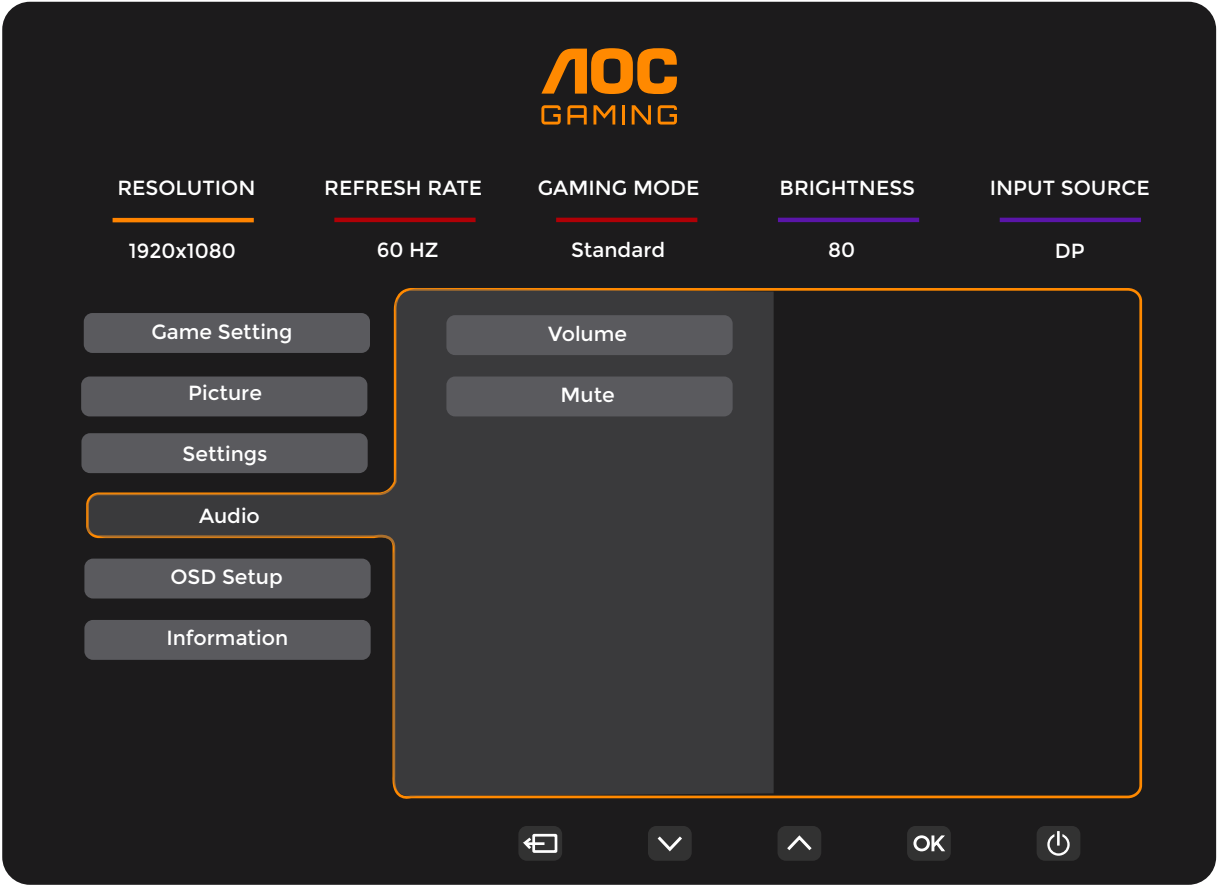 AOC
GAMING
RESOLUTION REFRESH RATE GAMING MODE BRIGHTNESS INPUT SOURCE
1920x1080 60 HZ Standard 80 DP
Game Setting Volume
Picture Mute
Settings
Audio
OSD Setup
Information
OK